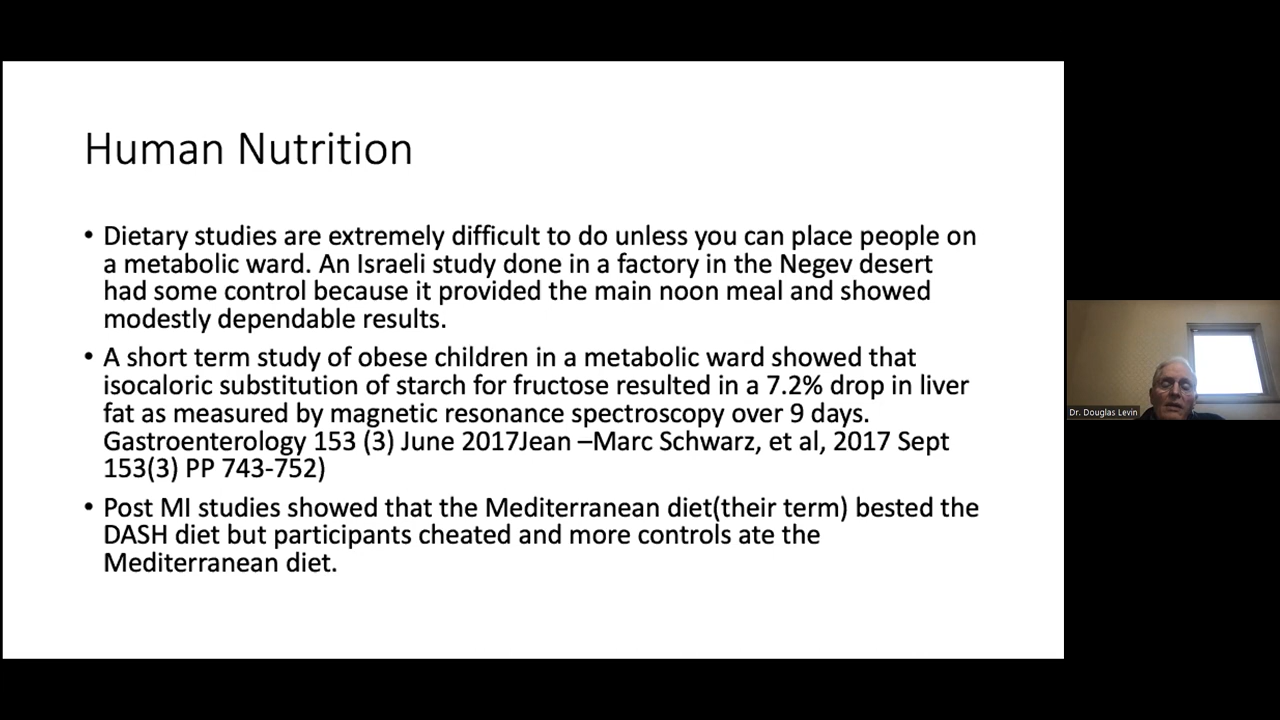 Human Nutrition
• Dietary studies are extremely difficult to do unless you can place people on
a metabolic ward. An Israeli study done in a factory in the Negev desert
had some control because it provided the main noon meal and showed
modestly dependable results.
• A short term study of obese children in a metabolic ward showed that
isocaloric substitution of starch for fructose resulted in a 7.2% drop in liver
fat as measured by magnetic resonance spectroscopy over 9 days.
Gastroenterology 153 (3) June 2017Jean –Marc Schwarz, et al, 2017 Sept
153(3) PP 743-752)
• Post MI studies showed that the Mediterranean diet(their term) bested the
DASH diet but participants cheated and more controls ate the
Mediterranean diet.
Dr. Douglas Levin